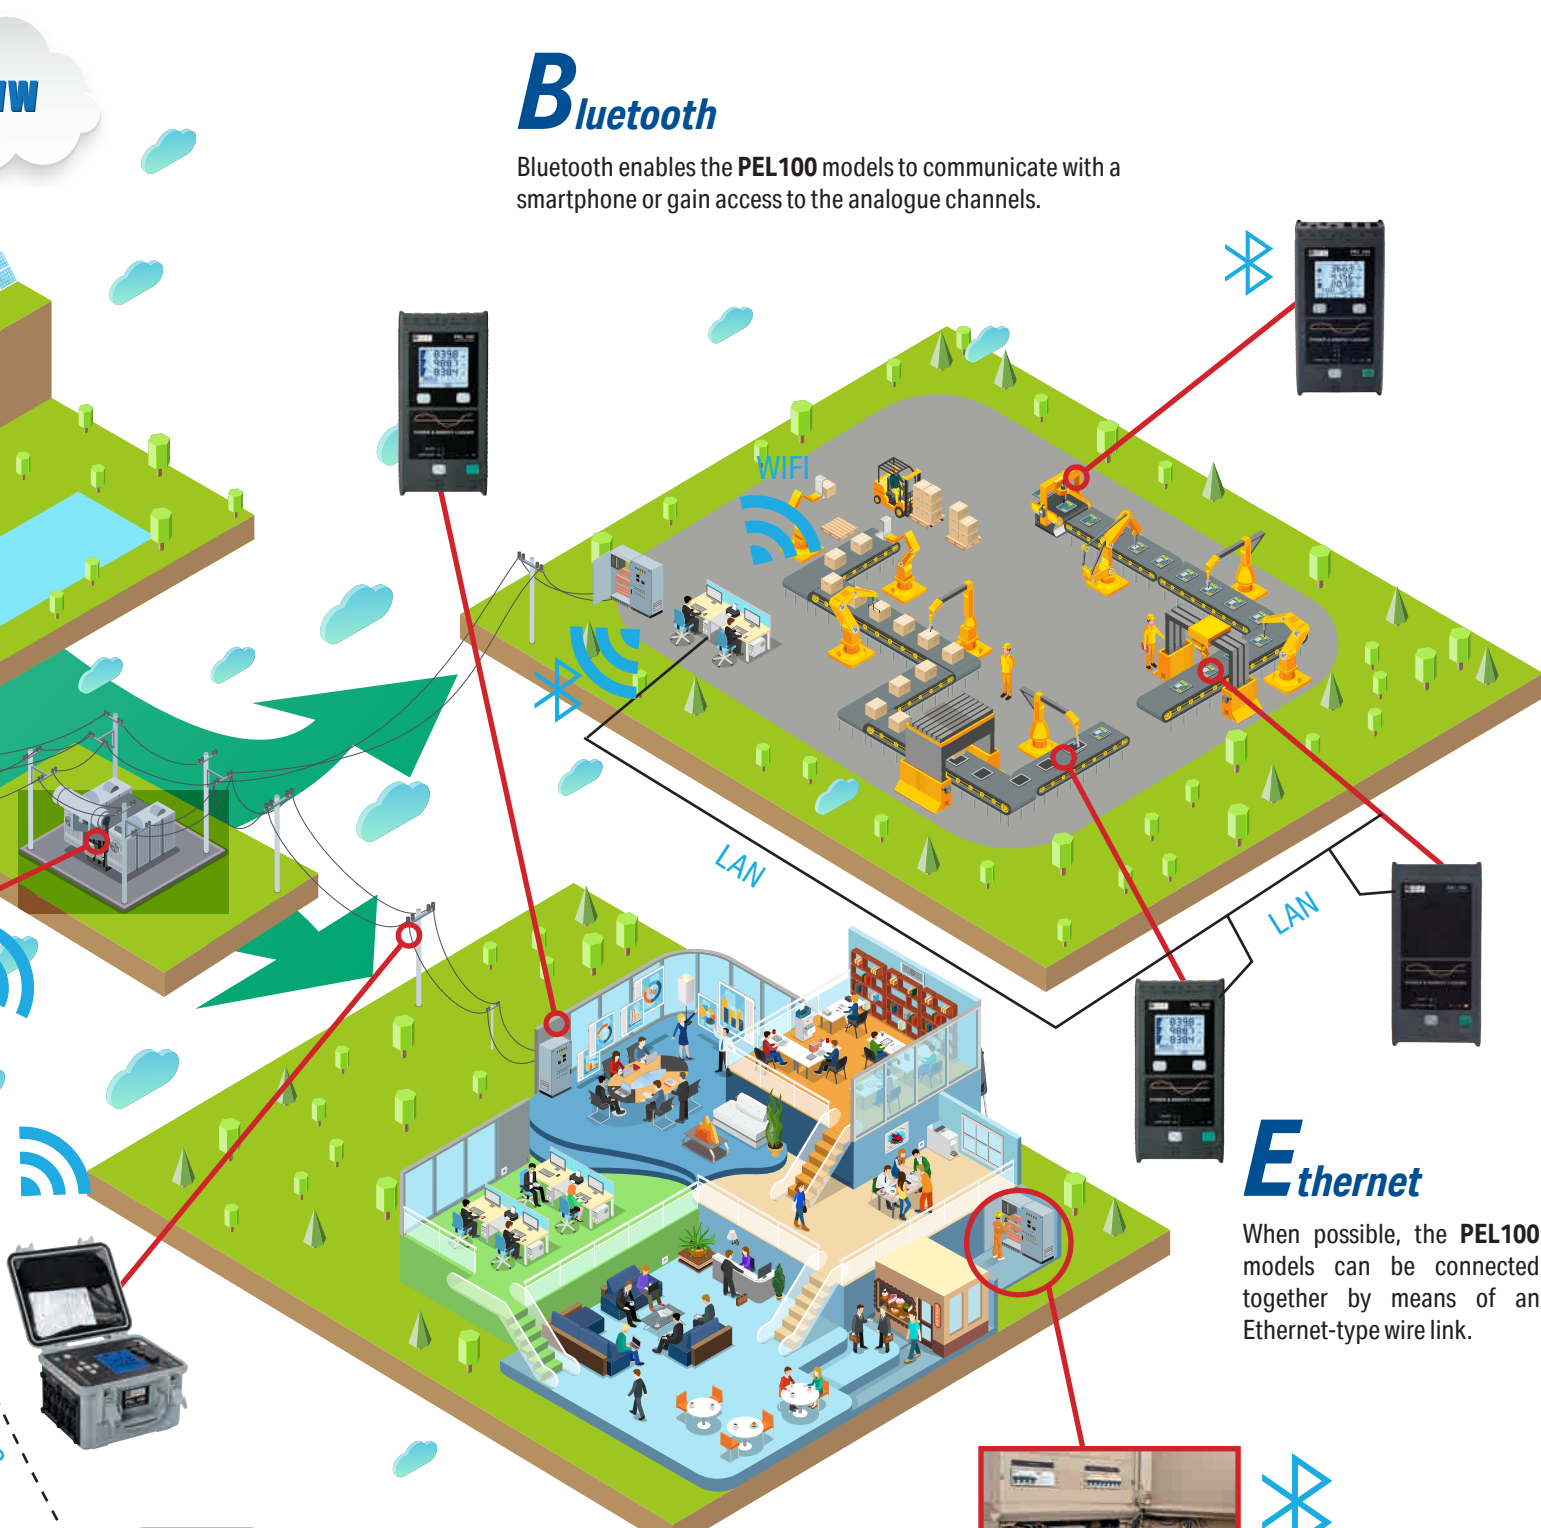 Bluetooth
Bluetooth enables the PEL100 models to communicate with a
smartphone or gain access to the analogue channels.
WIFI
LAN
LAN
Ethernet
When possible, the PEL100
models can be connected
together by means of an
Ethernet-type wire link.